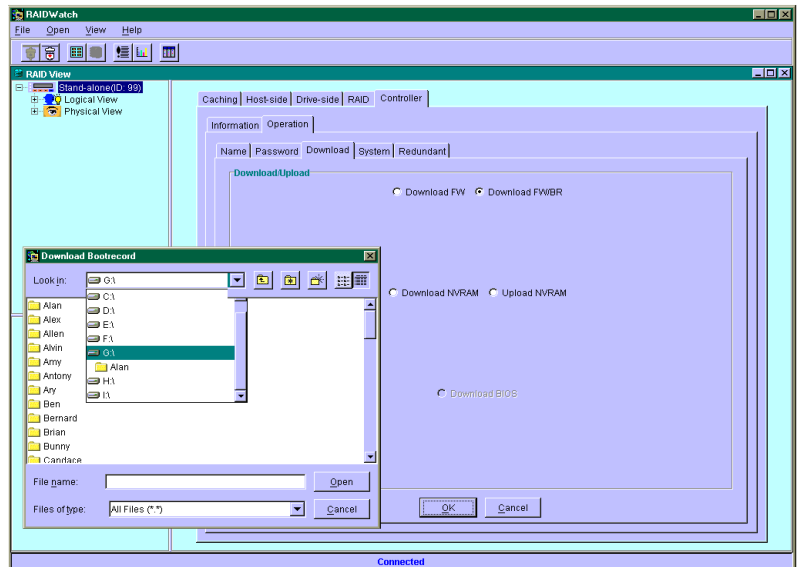 RAIDWatch
File Open View Help
RAID View
Stand-alone(ID: 99)
Logical View
Physical View
Caching Host-side Drive-side RAID Controller
Information Operation
Name Password Download System Redundant
Download/Upload
Download FW Download FW/BR
Download NVRAM Upload NVRAM
Download BIOS
OK Cancel
Download Bootrecord
Look in: G:\
C:\
D:\
E:\
F:\
G:\
Alan
H:\
I:\
Alan
Alex
Allen
Alvin
Amy
Antony
Ary
Ben
Bernard
Brian
Bunny
Candace
File name: Open
Files of type: All Files (*.*) Cancel
Connected